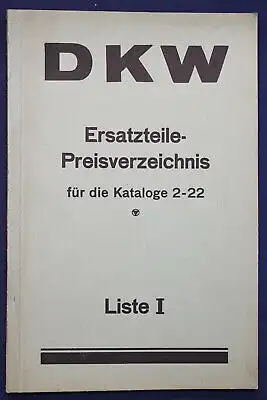 DKW
Ersatzteile-
Preisverzeichnis
für die Kataloge 2-22
Liste I